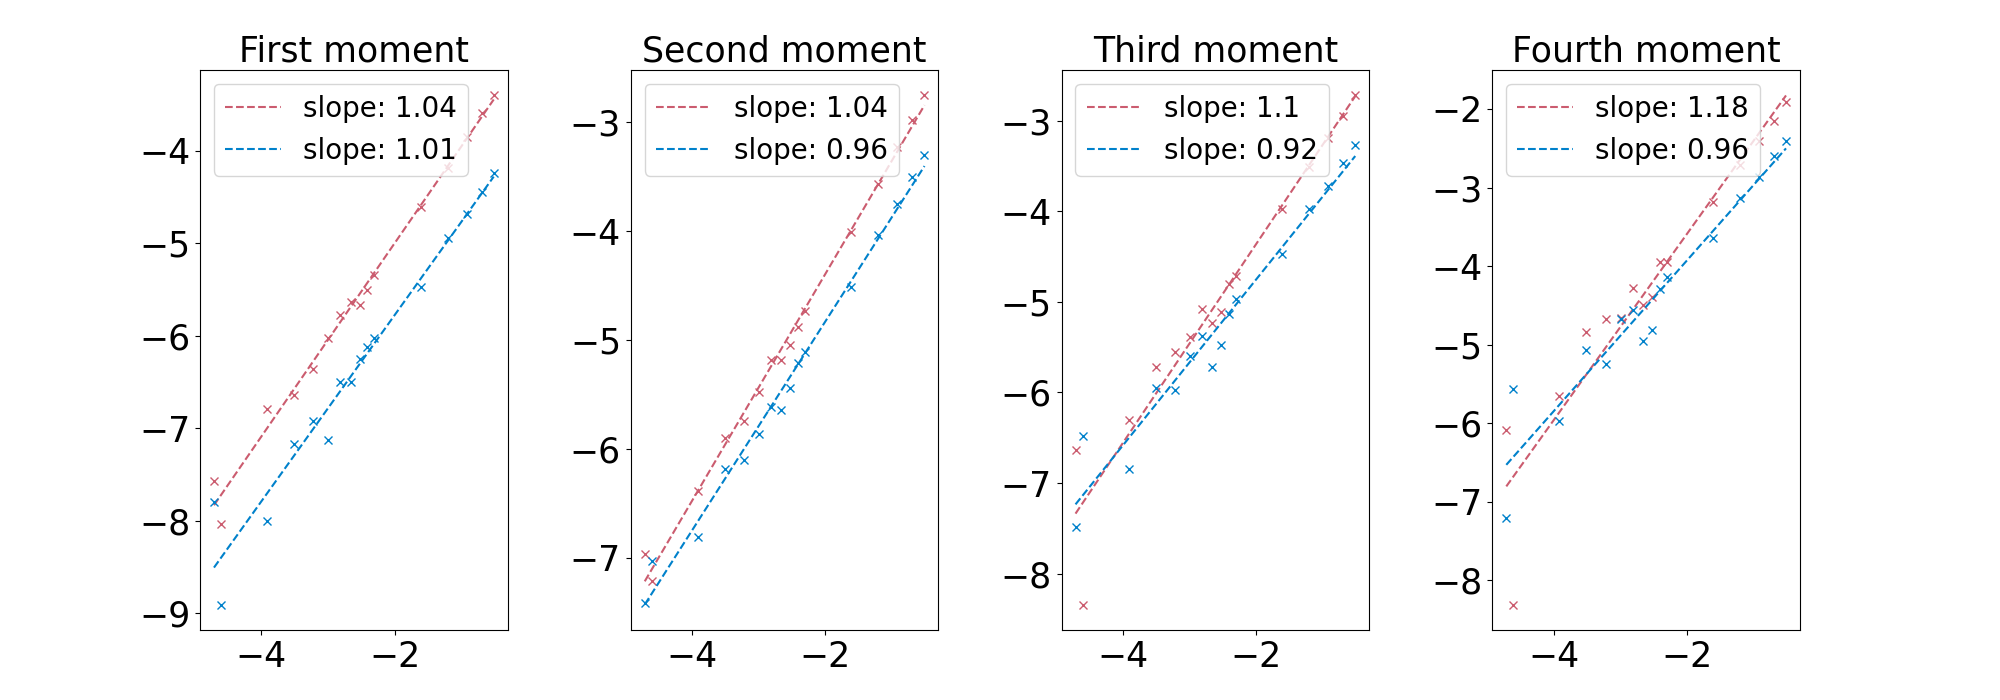 First moment
slope: 1.04
slope: 1.01
−4
−5
−6
−7
−8
−9
−4
−2
Second moment
slope: 1.04
slope: 0.96
−3
−4
−5
−6
−7
−4
−2
Third moment
slope: 1.1
slope: 0.92
−3
−4
−5
−6
−7
−8
−4
−2
Fourth moment
slope: 1.18
slope: 0.96
−2
−3
−4
−5
−6
−7
−8
−4
−2